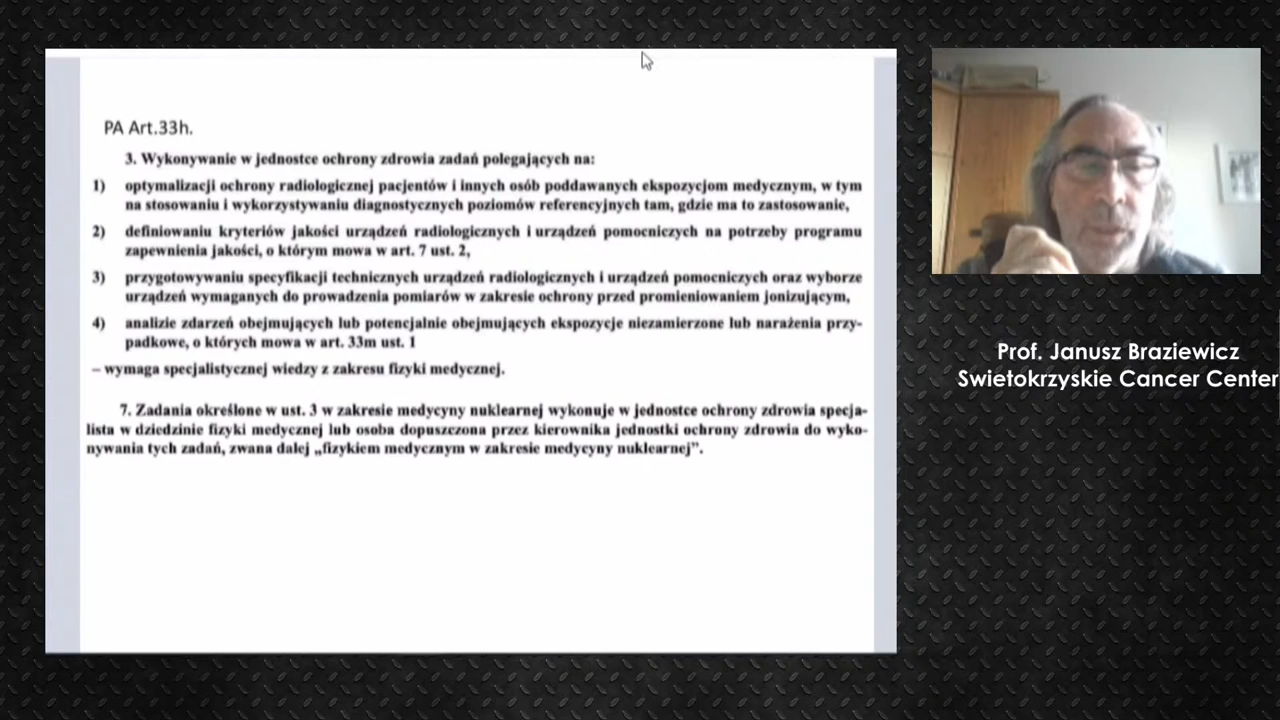 PA Art.33h.
3. Wykonywanie w jednostce ochrony zdrowia zadań polegających na:
1) optymalizacji ochrony radiologicznej pacjentów i innych osób poddawanych ekspozycjom medycznym, w tym
na stosowaniu i wykorzystywaniu diagnostycznych poziomów referencyjnych tam, gdzie ma to zastosowanie,
2) definiowaniu kryteriów jakości urządzeń radiologicznych i urządzeń pomocniczych na potrzeby programu
zapewnienia jakości, o którym mowa w art. 7 ust. 2,
3) przygotowywaniu specyfikacji technicznych urządzeń radiologicznych i urządzeń pomocniczych oraz wyborze
urządzeń wymaganych do prowadzenia pomiarów w zakresie ochrony przed promieniowaniem jonizującym,
4) analizie zdarzeń obejmujących lub potencjalnie obejmujących ekspozycje niezamierzone lub narażenia przy-
padkowe, o których mowa w art. 33m ust. 1
– wymaga specjalistycznej wiedzy z zakresu fizyki medycznej.
7. Zadania określone w ust. 3 w zakresie medycyny nuklearnej wykonuje w jednostce ochrony zdrowia specja-
lista w dziedzinie fizyki medycznej lub osoba dopuszczona przez kierownika jednostki ochrony zdrowia do wyko-
nywania tych zadań, zwana dalej „fizykiem medycznym w zakresie medycyny nuklearnej”.
Prof. Janusz Braziewicz
Swietokrzyskie Cancer Center